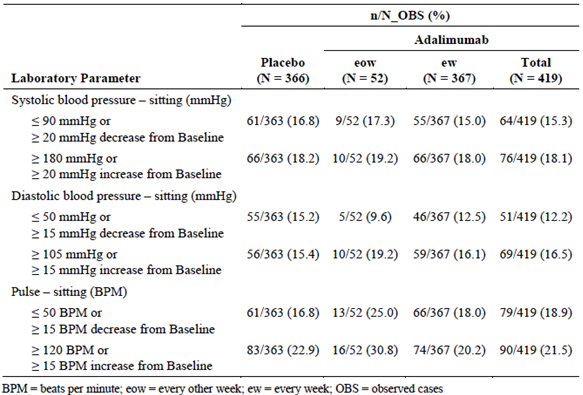 n/N_OBS (%)
Adalimumab
Laboratory Parameter Placebo (N = 366) eow (N = 52) ew (N = 367) Total (N = 419)
Systolic blood pressure – sitting (mmHg)
≤ 90 mmHg or 61/363 (16.8) 9/52 (17.3) 55/367 (15.0) 64/419 (15.3)
≥ 20 mmHg decrease from Baseline
≥ 180 mmHg or 66/363 (18.2) 10/52 (19.2) 66/367 (18.0) 76/419 (18.1)
≥ 20 mmHg increase from Baseline
Diastolic blood pressure – sitting (mmHg)
≤ 50 mmHg or 55/363 (15.2) 5/52 (9.6) 46/367 (12.5) 51/419 (12.2)
≥ 15 mmHg decrease from Baseline
≥ 105 mmHg or 56/363 (15.4) 10/52 (19.2) 59/367 (16.1) 69/419 (16.5)
≥ 15 mmHg increase from Baseline
Pulse – sitting (BPM)
≤ 50 BPM or 61/363 (16.8) 13/52 (25.0) 66/367 (18.0) 79/419 (18.9)
≥ 15 BPM decrease from Baseline
≥ 120 BPM or 83/363 (22.9) 16/52 (30.8) 74/367 (20.2) 90/419 (21.5)
≥ 15 BPM increase from Baseline
BPM = beats per minute; eow = every other week; ew = every week; OBS = observed cases